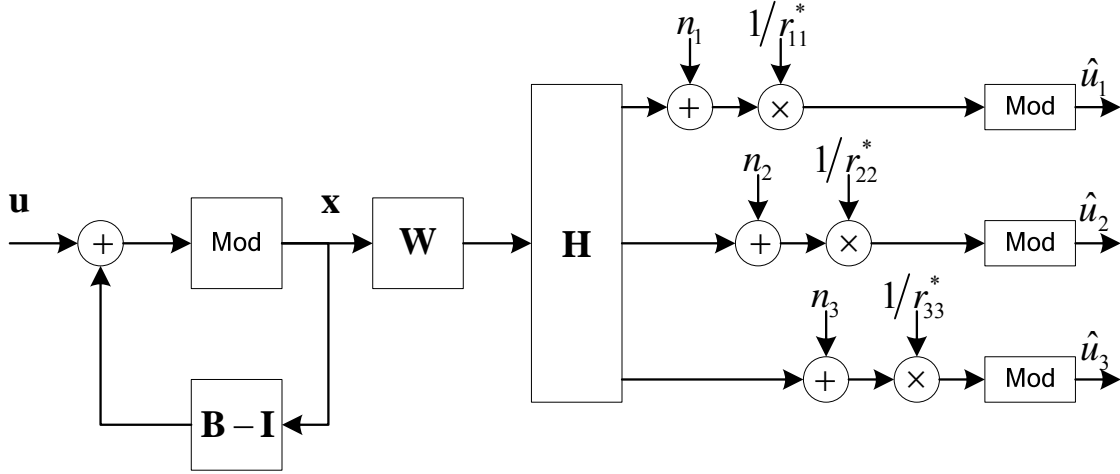 n₁
1/r₁₁*
Mod
û₁
n₂
1/r₂₂*
u
+
Mod
x
W
H
+
×
Mod
û₂
+
×
n₃
1/r₃₃*
+
×
Mod
û₃
B – I